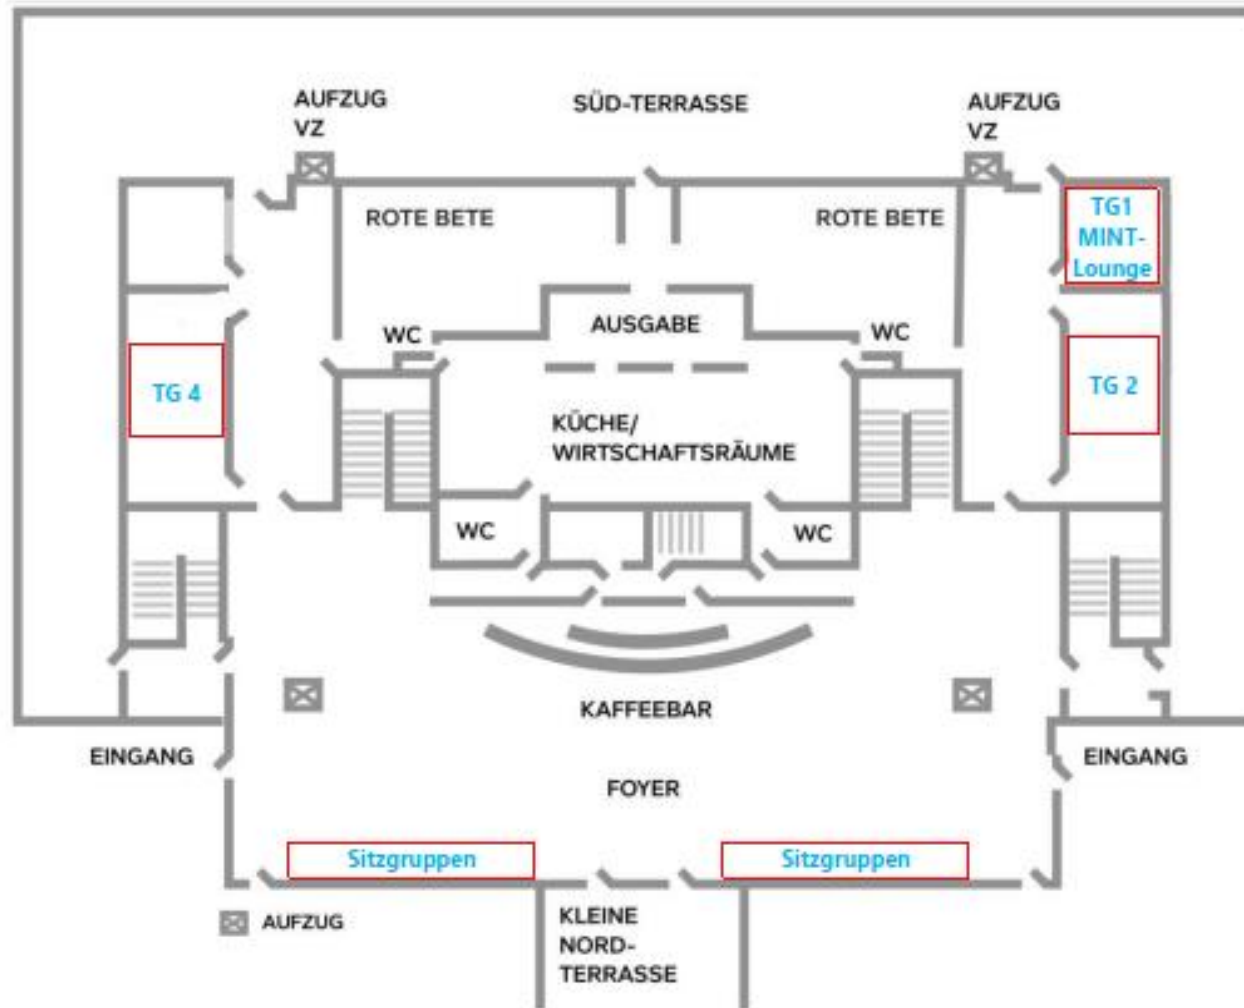 AUFZUG
VZ
SÜD-TERRASSE
AUFZUG
VZ
ROTE BETE
ROTE BETE
TG1
MINT-
Lounge
AUSGABE
WC
WC
TG 4
TG 2
KÜCHE/
WIRTSCHAFTSRÄUME
WC
WC
KAFFEEBAR
EINGANG
EINGANG
FOYER
Sitzgruppen
Sitzgruppen
AUFZUG
KLEINE
NORD-
TERRASSE